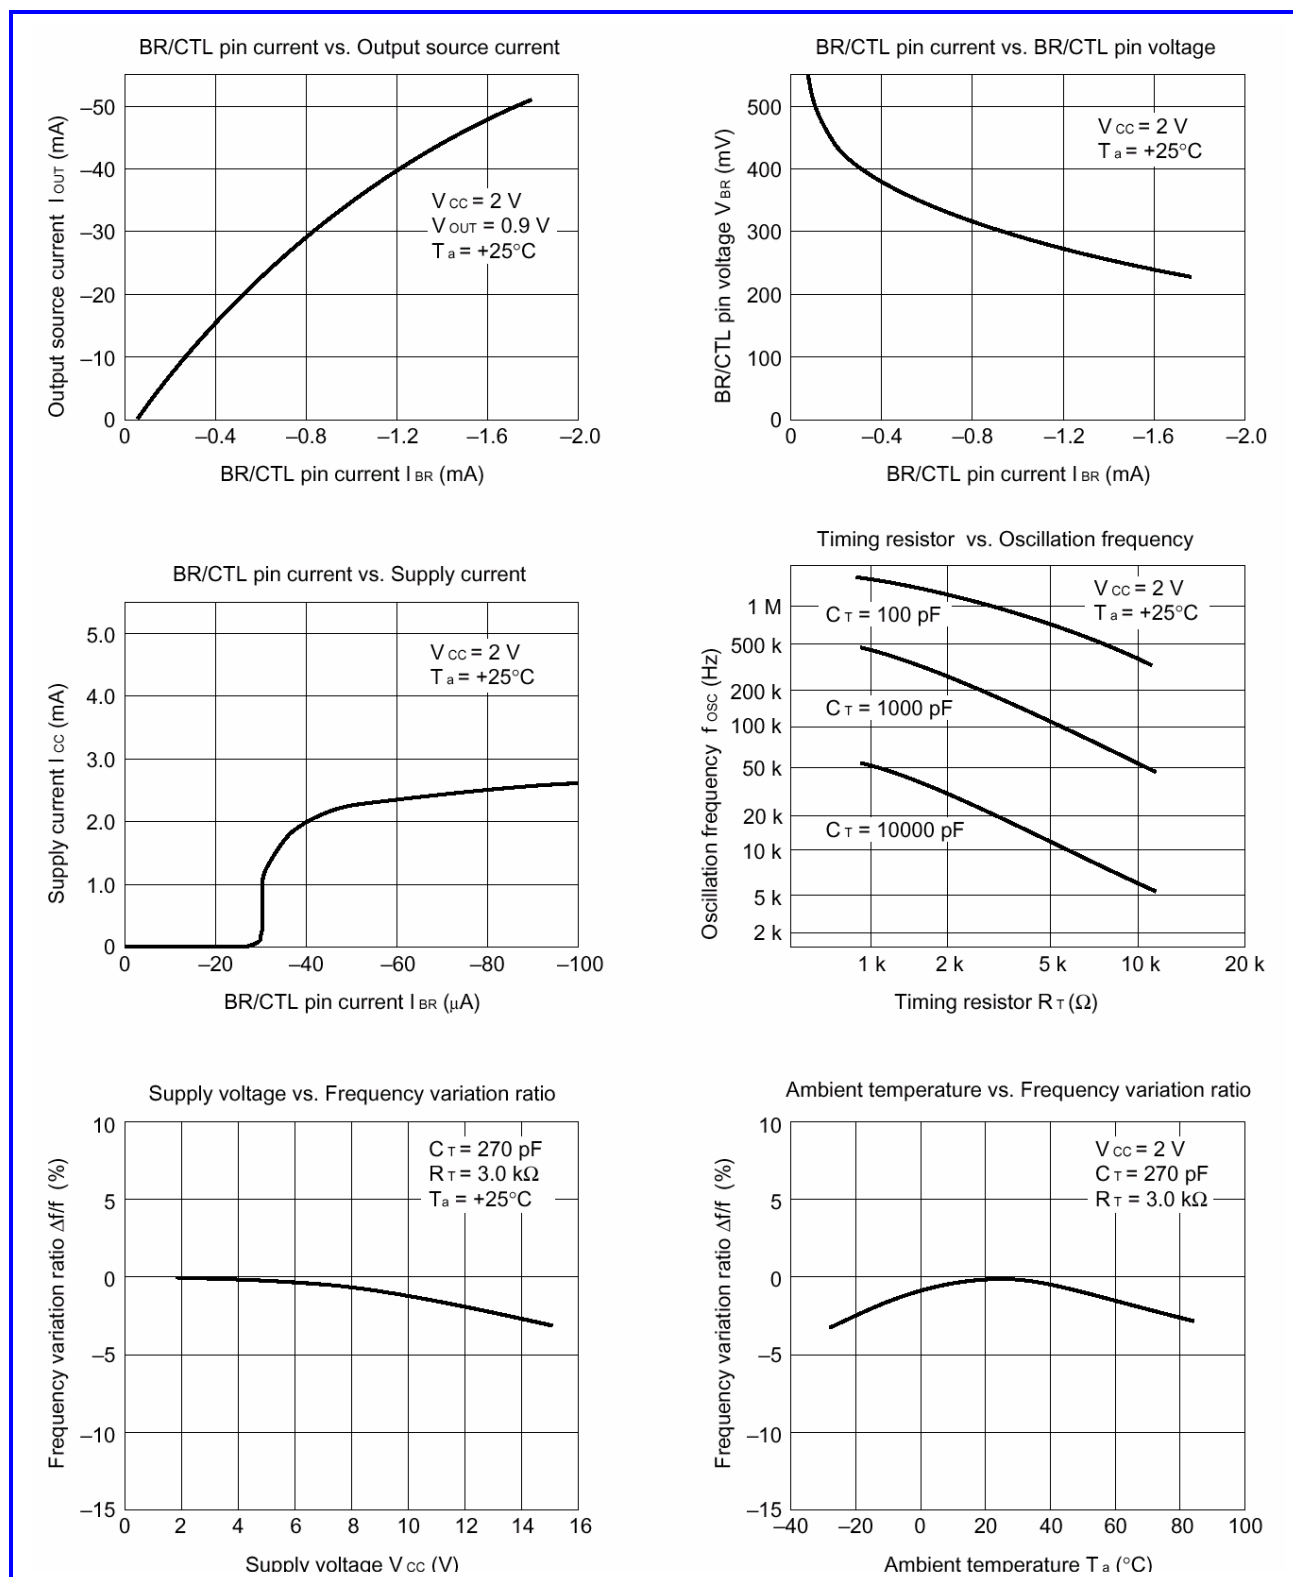 BR/CTL pin current vs. Output source current
Output source current I OUT (mA)
–50
–40
–30
–20
–10
0
V CC = 2 V
V OUT = 0.9 V
T a = +25°C
0 –0.4 –0.8 –1.2 –1.6 –2.0
BR/CTL pin current I BR (mA)
BR/CTL pin current vs. BR/CTL pin voltage
BR/CTL pin voltage V BR (mV)
500
400
300
200
100
0
V CC = 2 V
T a = +25°C
0 –0.4 –0.8 –1.2 –1.6 –2.0
BR/CTL pin current I BR (mA)
BR/CTL pin current vs. Supply current
Supply current I CC (mA)
5.0
4.0
3.0
2.0
1.0
0
V CC = 2 V
T a = +25°C
0 –20 –40 –60 –80 –100
BR/CTL pin current I BR (μA)
Timing resistor vs. Oscillation frequency
Oscillation frequency f OSC (Hz)
1 M
500 k
200 k
100 k
50 k
20 k
10 k
5 k
2 k
V CC = 2 V
T a = +25°C
C T = 100 pF
C T = 1000 pF
C T = 10000 pF
1 k 2 k 5 k 10 k 20 k
Timing resistor R T (Ω)
Supply voltage vs. Frequency variation ratio
Frequency variation ratio Δf/f (%)
10
5
0
–5
–10
–15
C T = 270 pF
R T = 3.0 kΩ
T a = +25°C
0 2 4 6 8 10 12 14 16
Supply voltage V CC (V)
Ambient temperature vs. Frequency variation ratio
Frequency variation ratio Δf/f (%)
10
5
0
–5
–10
–15
V CC = 2 V
C T = 270 pF
R T = 3.0 kΩ
–40 –20 0 20 40 60 80 100
Ambient temperature T a (°C)